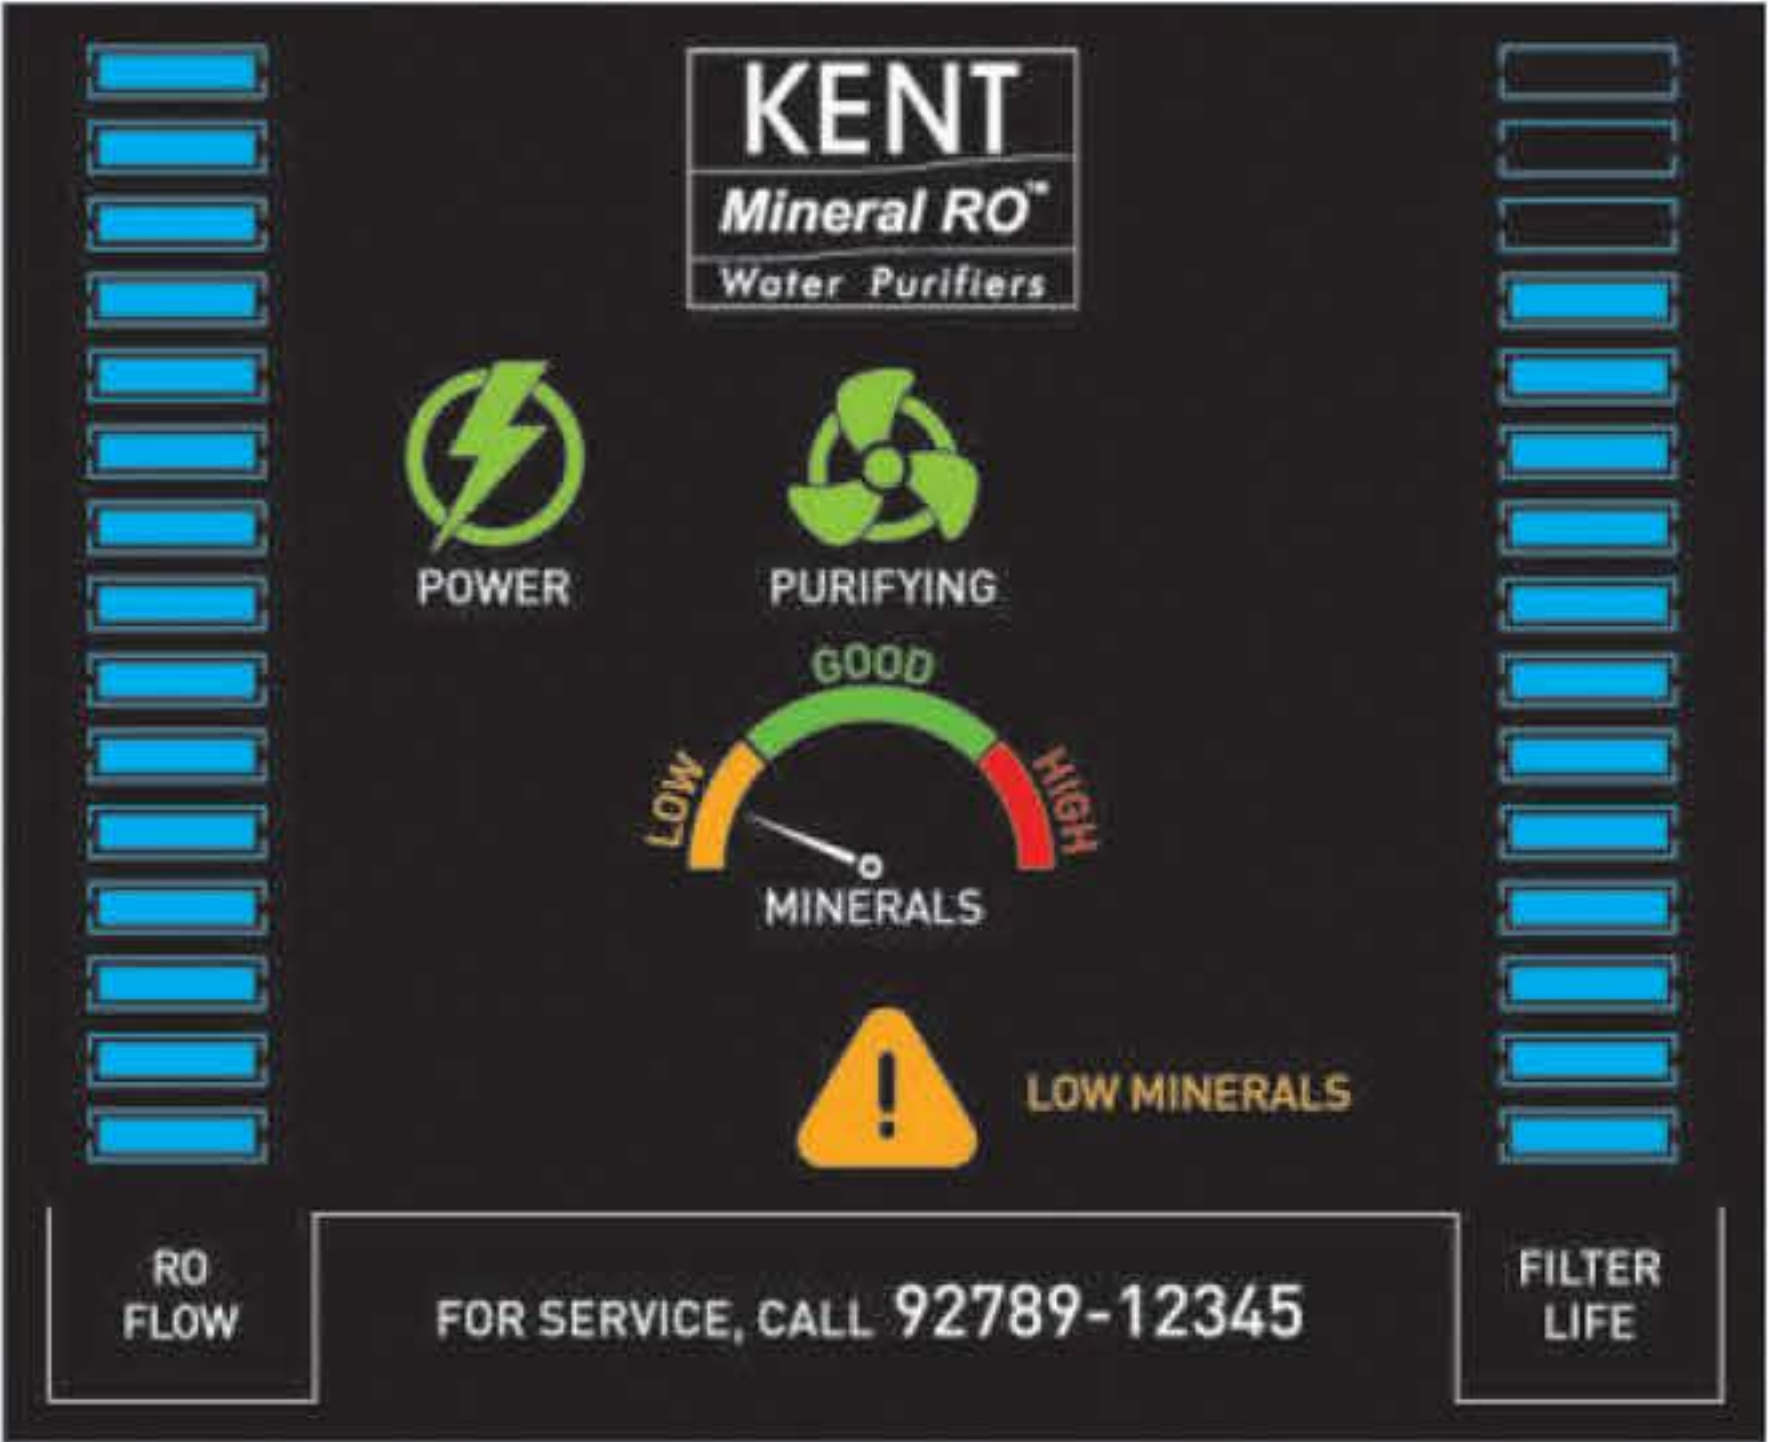 KENT
Mineral RO™
Water Purifiers
POWER
PURIFYING
GOOD
LOW
HIGH
MINERALS
!
LOW MINERALS
RO
FLOW
FOR SERVICE, CALL 92789-12345
FILTER
LIFE